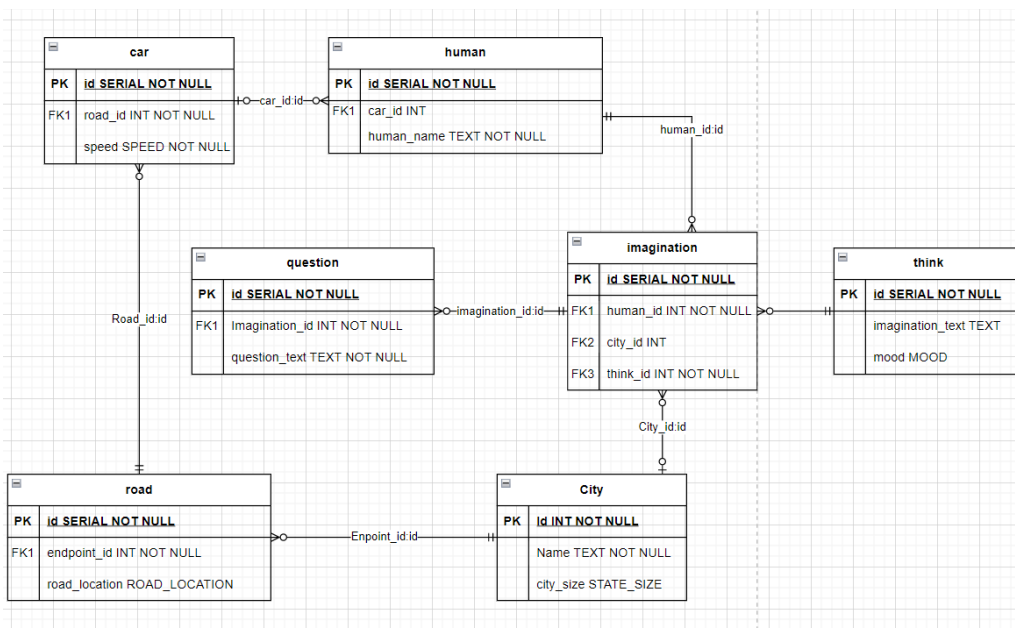 car
PK id SERIAL NOT NULL
FK1 road_id INT NOT NULL
speed SPEED NOT NULL
car_id:id
human
PK id SERIAL NOT NULL
FK1 car_id INT
human_name TEXT NOT NULL
human_id:id
question
PK id SERIAL NOT NULL
FK1 Imagination_id INT NOT NULL
question_text TEXT NOT NULL
imagination_id:id
imagination
PK id SERIAL NOT NULL
FK1 human_id INT NOT NULL
FK2 city_id INT
FK3 think_id INT NOT NULL
think
PK id SERIAL NOT NULL
imagination_text TEXT
mood MOOD
Road_id:id
City_id:id
road
PK id SERIAL NOT NULL
FK1 endpoint_id INT NOT NULL
road_location ROAD_LOCATION
Enpoint_id:id
City
PK Id INT NOT NULL
Name TEXT NOT NULL
city_size STATE_SIZE